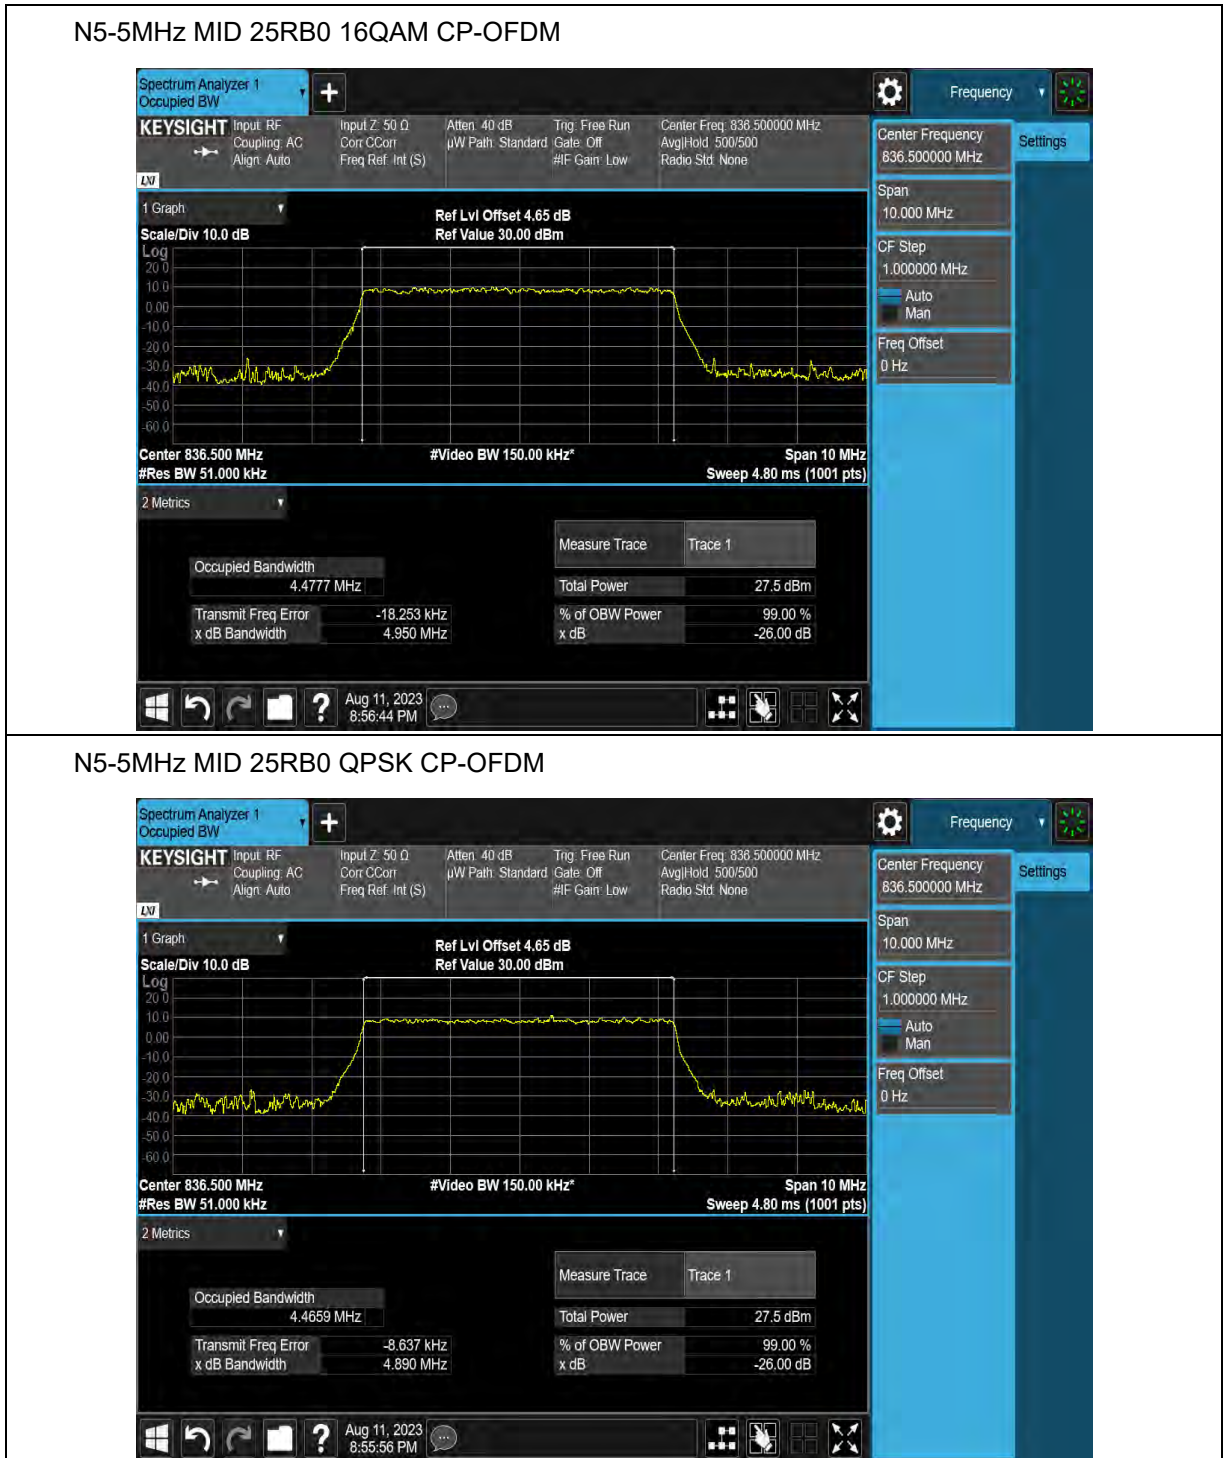 N5-5MHz MID 25RB0 16QAM CP-OFDM
Spectrum Analyzer 1
Occupied BW
Frequency
KEYSIGHT
Input: RF
Coupling: AC
Align: Auto
Input Z: 50 Ω
Corr CCorr
Freq Ref: Int (S)
Atten: 40 dB
µW Path: Standard
Trig: Free Run
Gate: Off
#IF Gain: Low
Center Freq: 836.500000 MHz
Avg|Hold: 500/500
Radio Std: None
LXI
Center Frequency
836.500000 MHz
Settings
Span
10.000 MHz
CF Step
1.000000 MHz
Auto
Man
Freq Offset
0 Hz
1 Graph
Ref Lvl Offset 4.65 dB
Scale/Div 10.0 dB
Ref Value 30.00 dBm
Log
20.0
10.0
0.00
-10.0
-20.0
-30.0
-40.0
-50.0
-60.0
Center 836.500 MHz
#Video BW 150.00 kHz*
Span 10 MHz
#Res BW 51.000 kHz
Sweep 4.80 ms (1001 pts)
2 Metrics
Measure Trace
Trace 1
Occupied Bandwidth
4.4777 MHz
Total Power
27.5 dBm
Transmit Freq Error
-18.253 kHz
% of OBW Power
99.00 %
x dB Bandwidth
4.950 MHz
x dB
-26.00 dB
?
Aug 11, 2023
8:56:44 PM
N5-5MHz MID 25RB0 QPSK CP-OFDM
Spectrum Analyzer 1
Occupied BW
Frequency
KEYSIGHT
Input: RF
Coupling: AC
Align: Auto
Input Z: 50 Ω
Corr CCorr
Freq Ref: Int (S)
Atten: 40 dB
µW Path: Standard
Trig: Free Run
Gate: Off
#IF Gain: Low
Center Freq: 836.500000 MHz
Avg|Hold: 500/500
Radio Std: None
LXI
Center Frequency
836.500000 MHz
Settings
Span
10.000 MHz
CF Step
1.000000 MHz
Auto
Man
Freq Offset
0 Hz
1 Graph
Ref Lvl Offset 4.65 dB
Scale/Div 10.0 dB
Ref Value 30.00 dBm
Log
20.0
10.0
0.00
-10.0
-20.0
-30.0
-40.0
-50.0
-60.0
Center 836.500 MHz
#Video BW 150.00 kHz*
Span 10 MHz
#Res BW 51.000 kHz
Sweep 4.80 ms (1001 pts)
2 Metrics
Measure Trace
Trace 1
Occupied Bandwidth
4.4659 MHz
Total Power
27.5 dBm
Transmit Freq Error
-8.637 kHz
% of OBW Power
99.00 %
x dB Bandwidth
4.890 MHz
x dB
-26.00 dB
?
Aug 11, 2023
8:55:56 PM